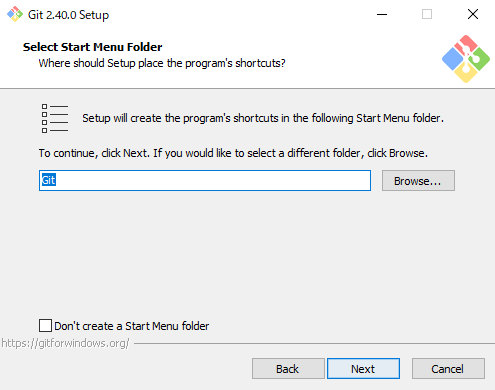 Git 2.40.0 Setup
Select Start Menu Folder
Where should Setup place the program's shortcuts?
Setup will create the program's shortcuts in the following Start Menu folder.
To continue, click Next. If you would like to select a different folder, click Browse.
Git
Browse...
Don't create a Start Menu folder
https://gitforwindows.org/
Back
Next
Cancel